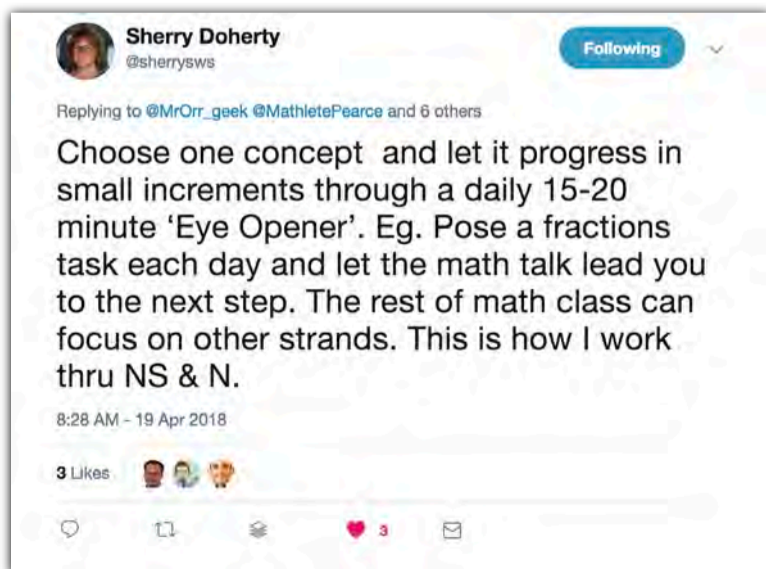 Sherry Doherty
@sherrysws
Following
Replying to @MrOrr_geek @MathletePearce and 6 others
Choose one concept  and let it progress in
small increments through a daily 15-20
minute ‘Eye Opener’. Eg. Pose a fractions
task each day and let the math talk lead you
to the next step. The rest of math class can
focus on other strands. This is how I work
thru NS & N.
8:28 AM - 19 Apr 2018
3 Likes
3